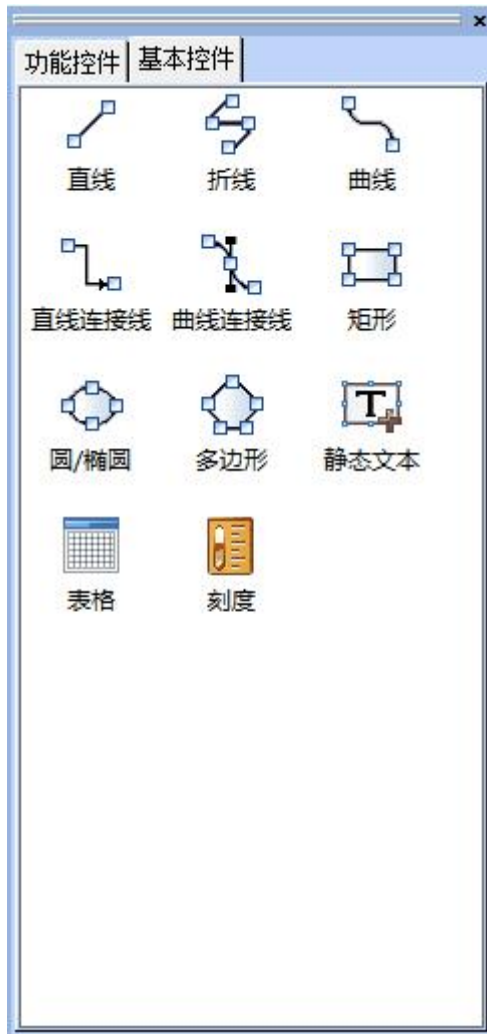 功能控件 基本控件
直线 折线 曲线
直线连接线 曲线连接线 矩形
圆/椭圆 多边形 静态文本
表格 刻度